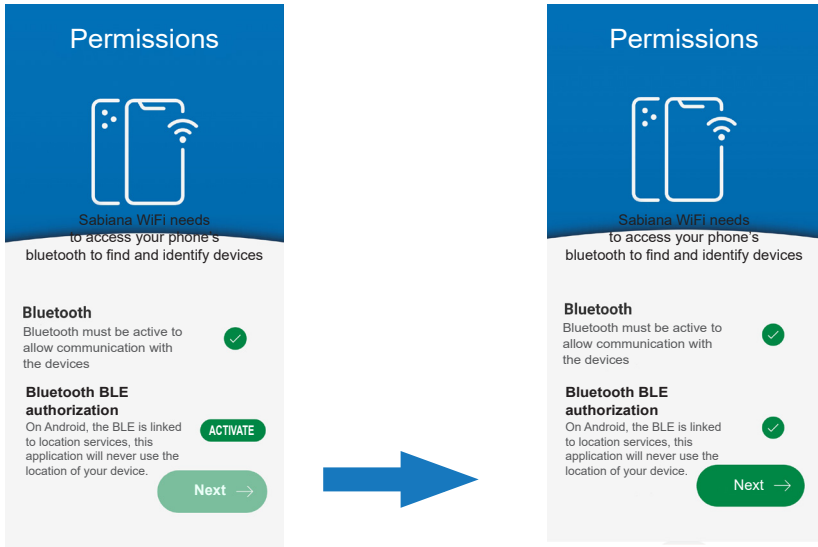 Permissions
Sabiana WiFi needs
to access your phone's
bluetooth to find and identify devices
Bluetooth
Bluetooth must be active to
allow communication with
the devices
Bluetooth BLE
authorization
On Android, the BLE is linked
to location services, this
application will never use the
location of your device.
ACTIVATE
Next
Permissions
Sabiana WiFi needs
to access your phone's
bluetooth to find and identify devices
Bluetooth
Bluetooth must be active to
allow communication with
the devices
Bluetooth BLE
authorization
On Android, the BLE is linked
to location services, this
application will never use the
location of your device.
Next